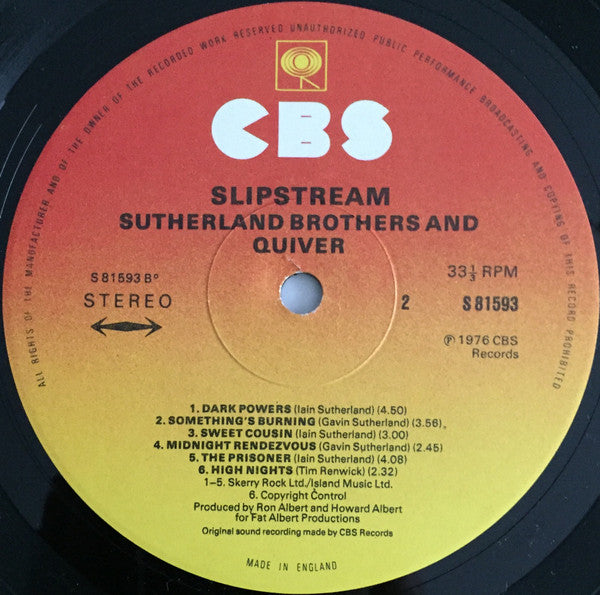 ALL RIGHTS OF THE MANUFACTURER AND OF THE OWNER OF THE RECORDED WORK RESERVED UNAUTHORIZED PUBLIC PERFORMANCE BROADCASTING AND COPYING OF THIS RECORD PROHIBITED
CBS
SLIPSTREAM
SUTHERLAND BROTHERS AND
QUIVER
S 81593 B°
33⅓ RPM
STEREO
2
S 81593
℗ 1976 CBS
Records
1. DARK POWERS (Iain Sutherland) (4.50)
2. SOMETHING'S BURNING (Gavin Sutherland) (3.56)
3. SWEET COUSIN (Iain Sutherland) (3.00)
4. MIDNIGHT RENDEZVOUS (Gavin Sutherland) (2.45)
5. THE PRISONER (Iain Sutherland) (4.08)
6. HIGH NIGHTS (Tim Renwick) (2.32)
1–5. Skerry Rock Ltd./Island Music Ltd.
6. Copyright Control
Produced by Ron Albert and Howard Albert
for Fat Albert Productions
Original sound recording made by CBS Records
MADE IN ENGLAND